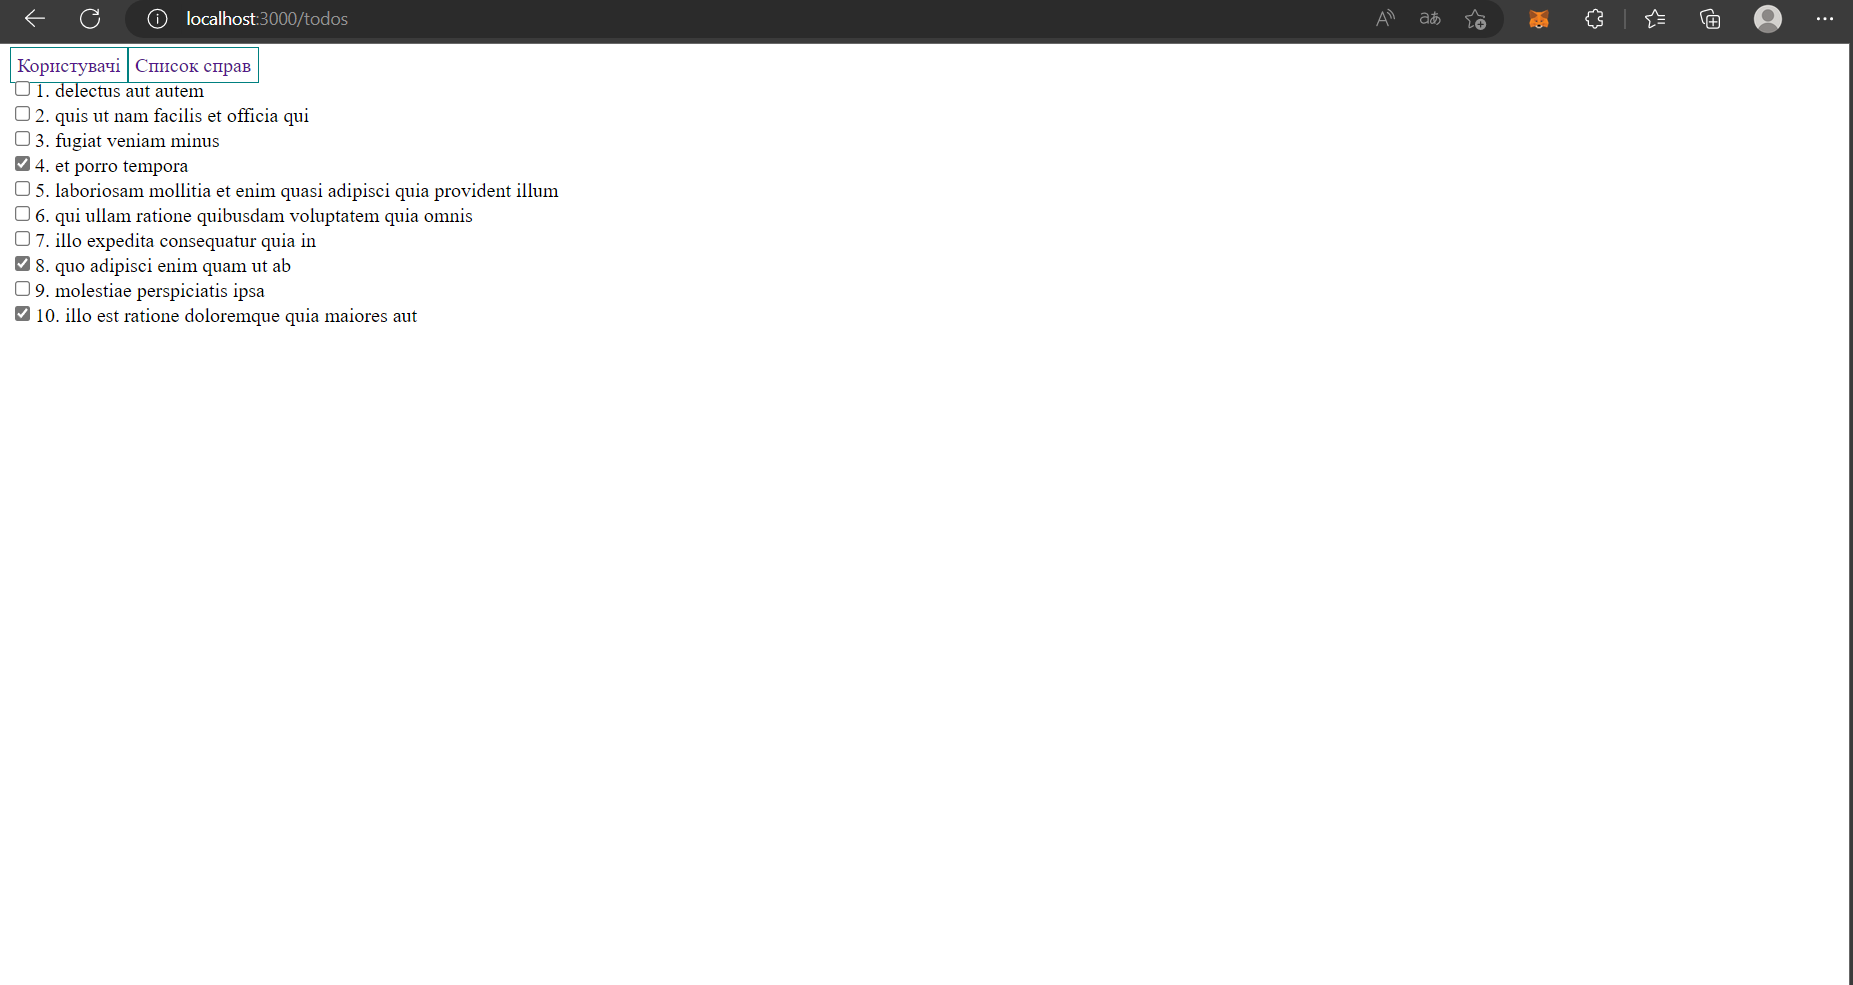 localhost:3000/todos
Користувачі Список справ
1. delectus aut autem
2. quis ut nam facilis et officia qui
3. fugiat veniam minus
4. et porro tempora
5. laboriosam mollitia et enim quasi adipisci quia provident illum
6. qui ullam ratione quibusdam voluptatem quia omnis
7. illo expedita consequatur quia in
8. quo adipisci enim quam ut ab
9. molestiae perspiciatis ipsa
10. illo est ratione doloremque quia maiores aut